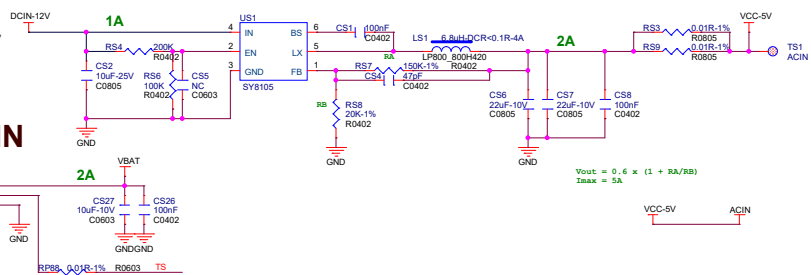 DCIN-12V
1A
RS4
200K
R0402
CS2
10uF-25V
C0805
RS6
100K
R0402
CS5
NC
C0603
GND
US1
4
IN
BS
6
2
EN
LX
5
3
GND
FB
1
SY8105
CS1
100nF
C0402
LS1
6.8uH-DCR<0.1R-4A
LP800_800H420
RA
RS7
150K-1%
R0402
CS4
47pF
C0402
RB
RS8
20K-1%
R0402
GND
2A
CS6
22uF-10V
C0805
CS7
22uF-10V
C0805
CS8
100nF
C0402
GND
RS3
0.01R-1%
R0805
RS9
0.01R-1%
R0805
VCC-5V
TS1
ACIN
Vout = 0.6 x (1 + RA/RB)
Imax = 5A
VCC-5V
ACIN
IN
2A
VBAT
CS27
10uF-10V
C0603
CS26
100nF
C0402
GND
GND
GND
RP88
0.01R-1%
R0603
TS